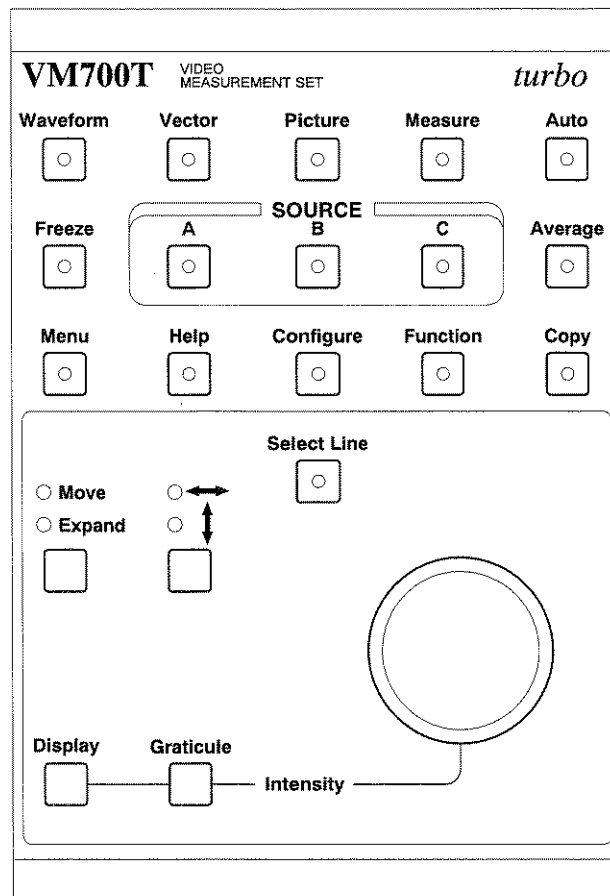 VM700T VIDEO MEASUREMENT SET turbo
Waveform Vector Picture Measure Auto
SOURCE
Freeze A B C Average
Menu Help Configure Function Copy
Select Line
Move
Expand
Display Graticule
Intensity